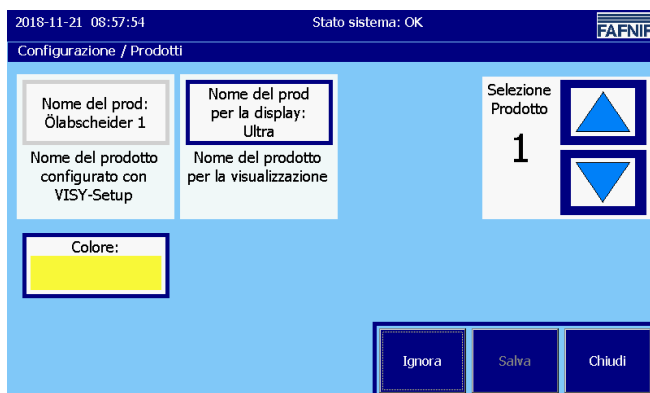 2018-11-21 08:57:54
Stato sistema: OK
FAFNIR
Configurazione / Prodotti
Nome del prod:
Ölabscheider 1
Nome del prodotto
configurato con
VISY-Setup
Nome del prod
per la display:
Ultra
Nome del prodotto
per la visualizzazione
Selezione
Prodotto
1
Colore:
Ignora
Salva
Chiudi